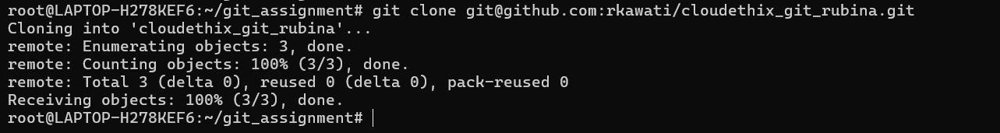 root@LAPTOP-H278KEF6:~/git_assignment# git clone git@github.com:rkawati/cloudethix_git_rubina.git
Cloning into 'cloudethix_git_rubina'...
remote: Enumerating objects: 3, done.
remote: Counting objects: 100% (3/3), done.
remote: Total 3 (delta 0), reused 0 (delta 0), pack-reused 0
Receiving objects: 100% (3/3), done.
root@LAPTOP-H278KEF6:~/git_assignment#